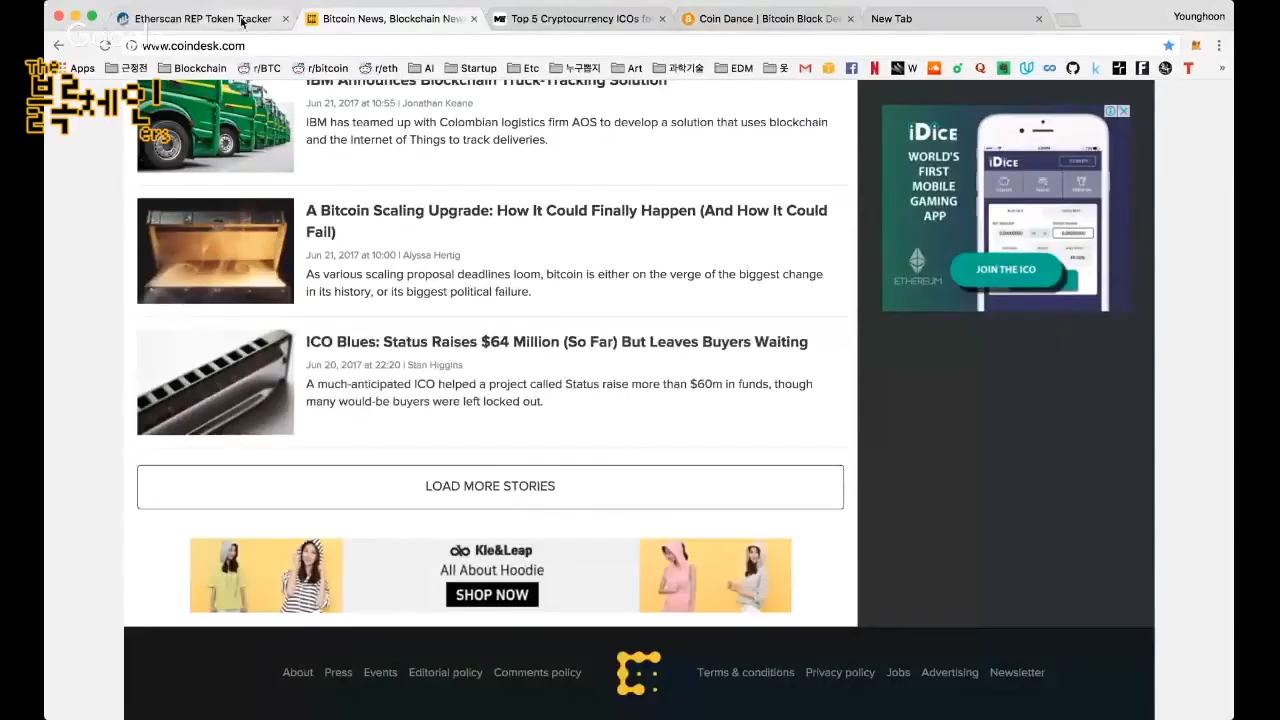 Etherscan REP Token Tracker
Bitcoin News, Blockchain News
Top 5 Cryptocurrency ICOs fo
Coin Dance | Bitcoin Block De
New Tab
Younghoon
www.coindesk.com
Apps
근정전
Blockchain
r/BTC
r/bitcoin
r/eth
AI
Startup
Etc
누구뽑지
Art
과학기술
EDM
옷
»
The
블록체인
ers
IBM Announces Blockchain Truck-Tracking Solution
Jun 21, 2017 at 10:55 | Jonathan Keane
IBM has teamed up with Colombian logistics firm AOS to develop a solution that uses blockchain
and the Internet of Things to track deliveries.
A Bitcoin Scaling Upgrade: How It Could Finally Happen (And How It Could
Fail)
Jun 21, 2017 at 10:00 | Alyssa Hertig
As various scaling proposal deadlines loom, bitcoin is either on the verge of the biggest change
in its history, or its biggest political failure.
ICO Blues: Status Raises $64 Million (So Far) But Leaves Buyers Waiting
Jun 20, 2017 at 22:20 | Stan Higgins
A much-anticipated ICO helped a project called Status raise more than $60m in funds, though
many would-be buyers were left locked out.
LOAD MORE STORIES
iDice
WORLD'S
FIRST
MOBILE
GAMING
APP
ETHEREUM
iDice
JOIN THE ICO
Kle&Leap
All About Hoodie
SHOP NOW
About
Press
Events
Editorial policy
Comments policy
Terms & conditions
Privacy policy
Jobs
Advertising
Newsletter